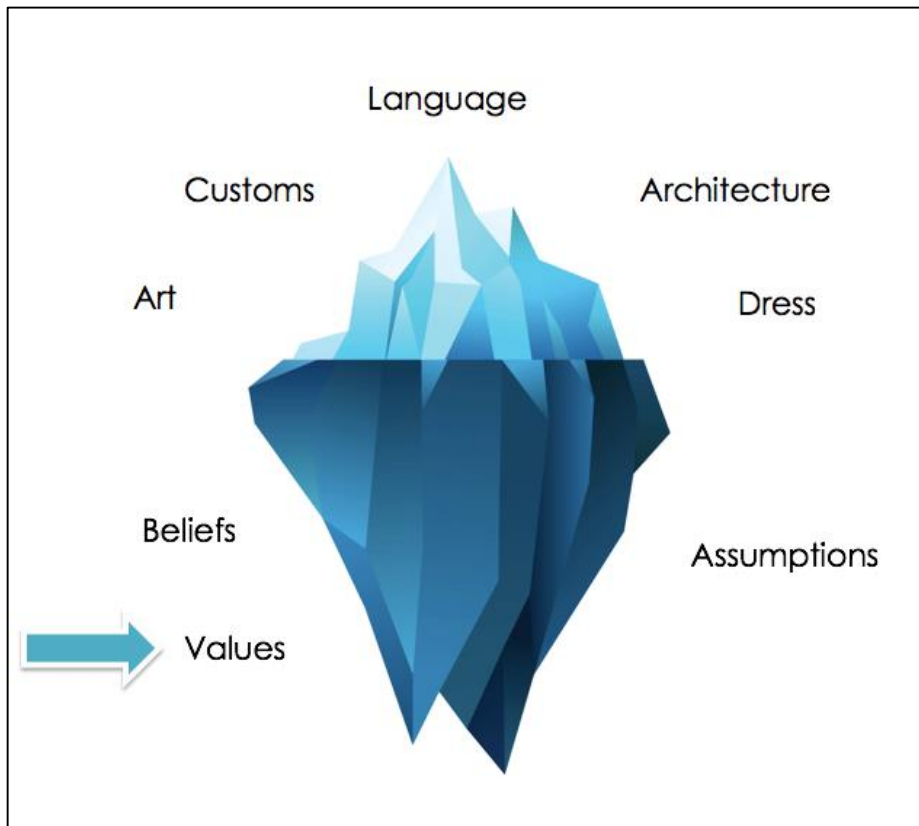 Language
Customs
Architecture
Art
Dress
Beliefs
Assumptions
Values